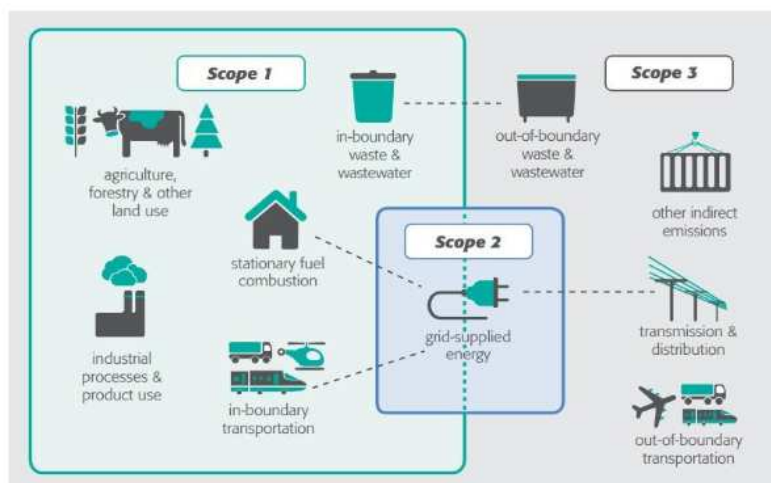 Scope 1
Scope 3
in-boundary
waste &
wastewater
out-of-boundary
waste &
wastewater
agriculture,
forestry & other
land use
other indirect
emissions
Scope 2
stationary fuel
combustion
grid-supplied
energy
transmission &
distribution
industrial
processes &
product use
in-boundary
transportation
out-of-boundary
transportation